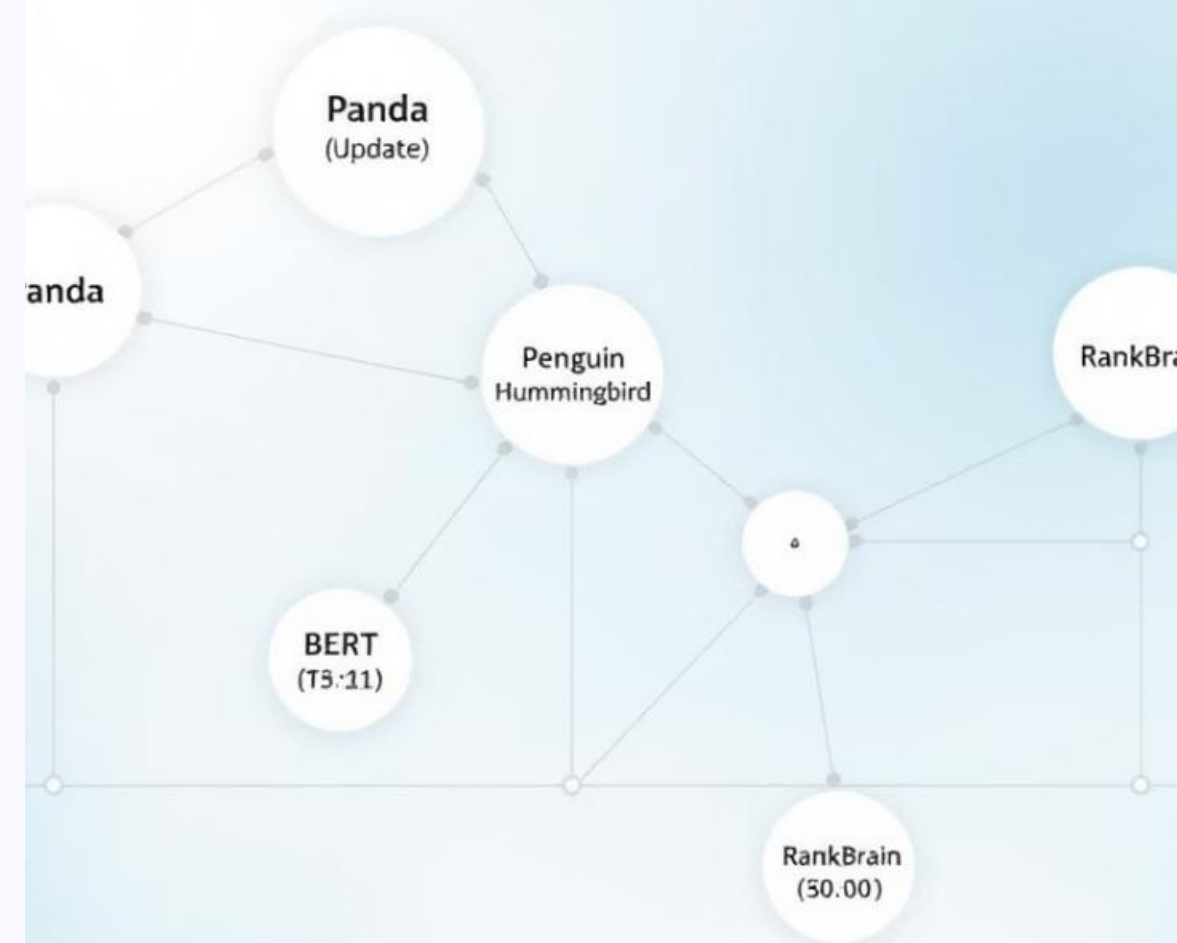 Panda
(Update)
anda
Penguin
Hummingbird
RankBra
BERT
RankBrain
(50.00)